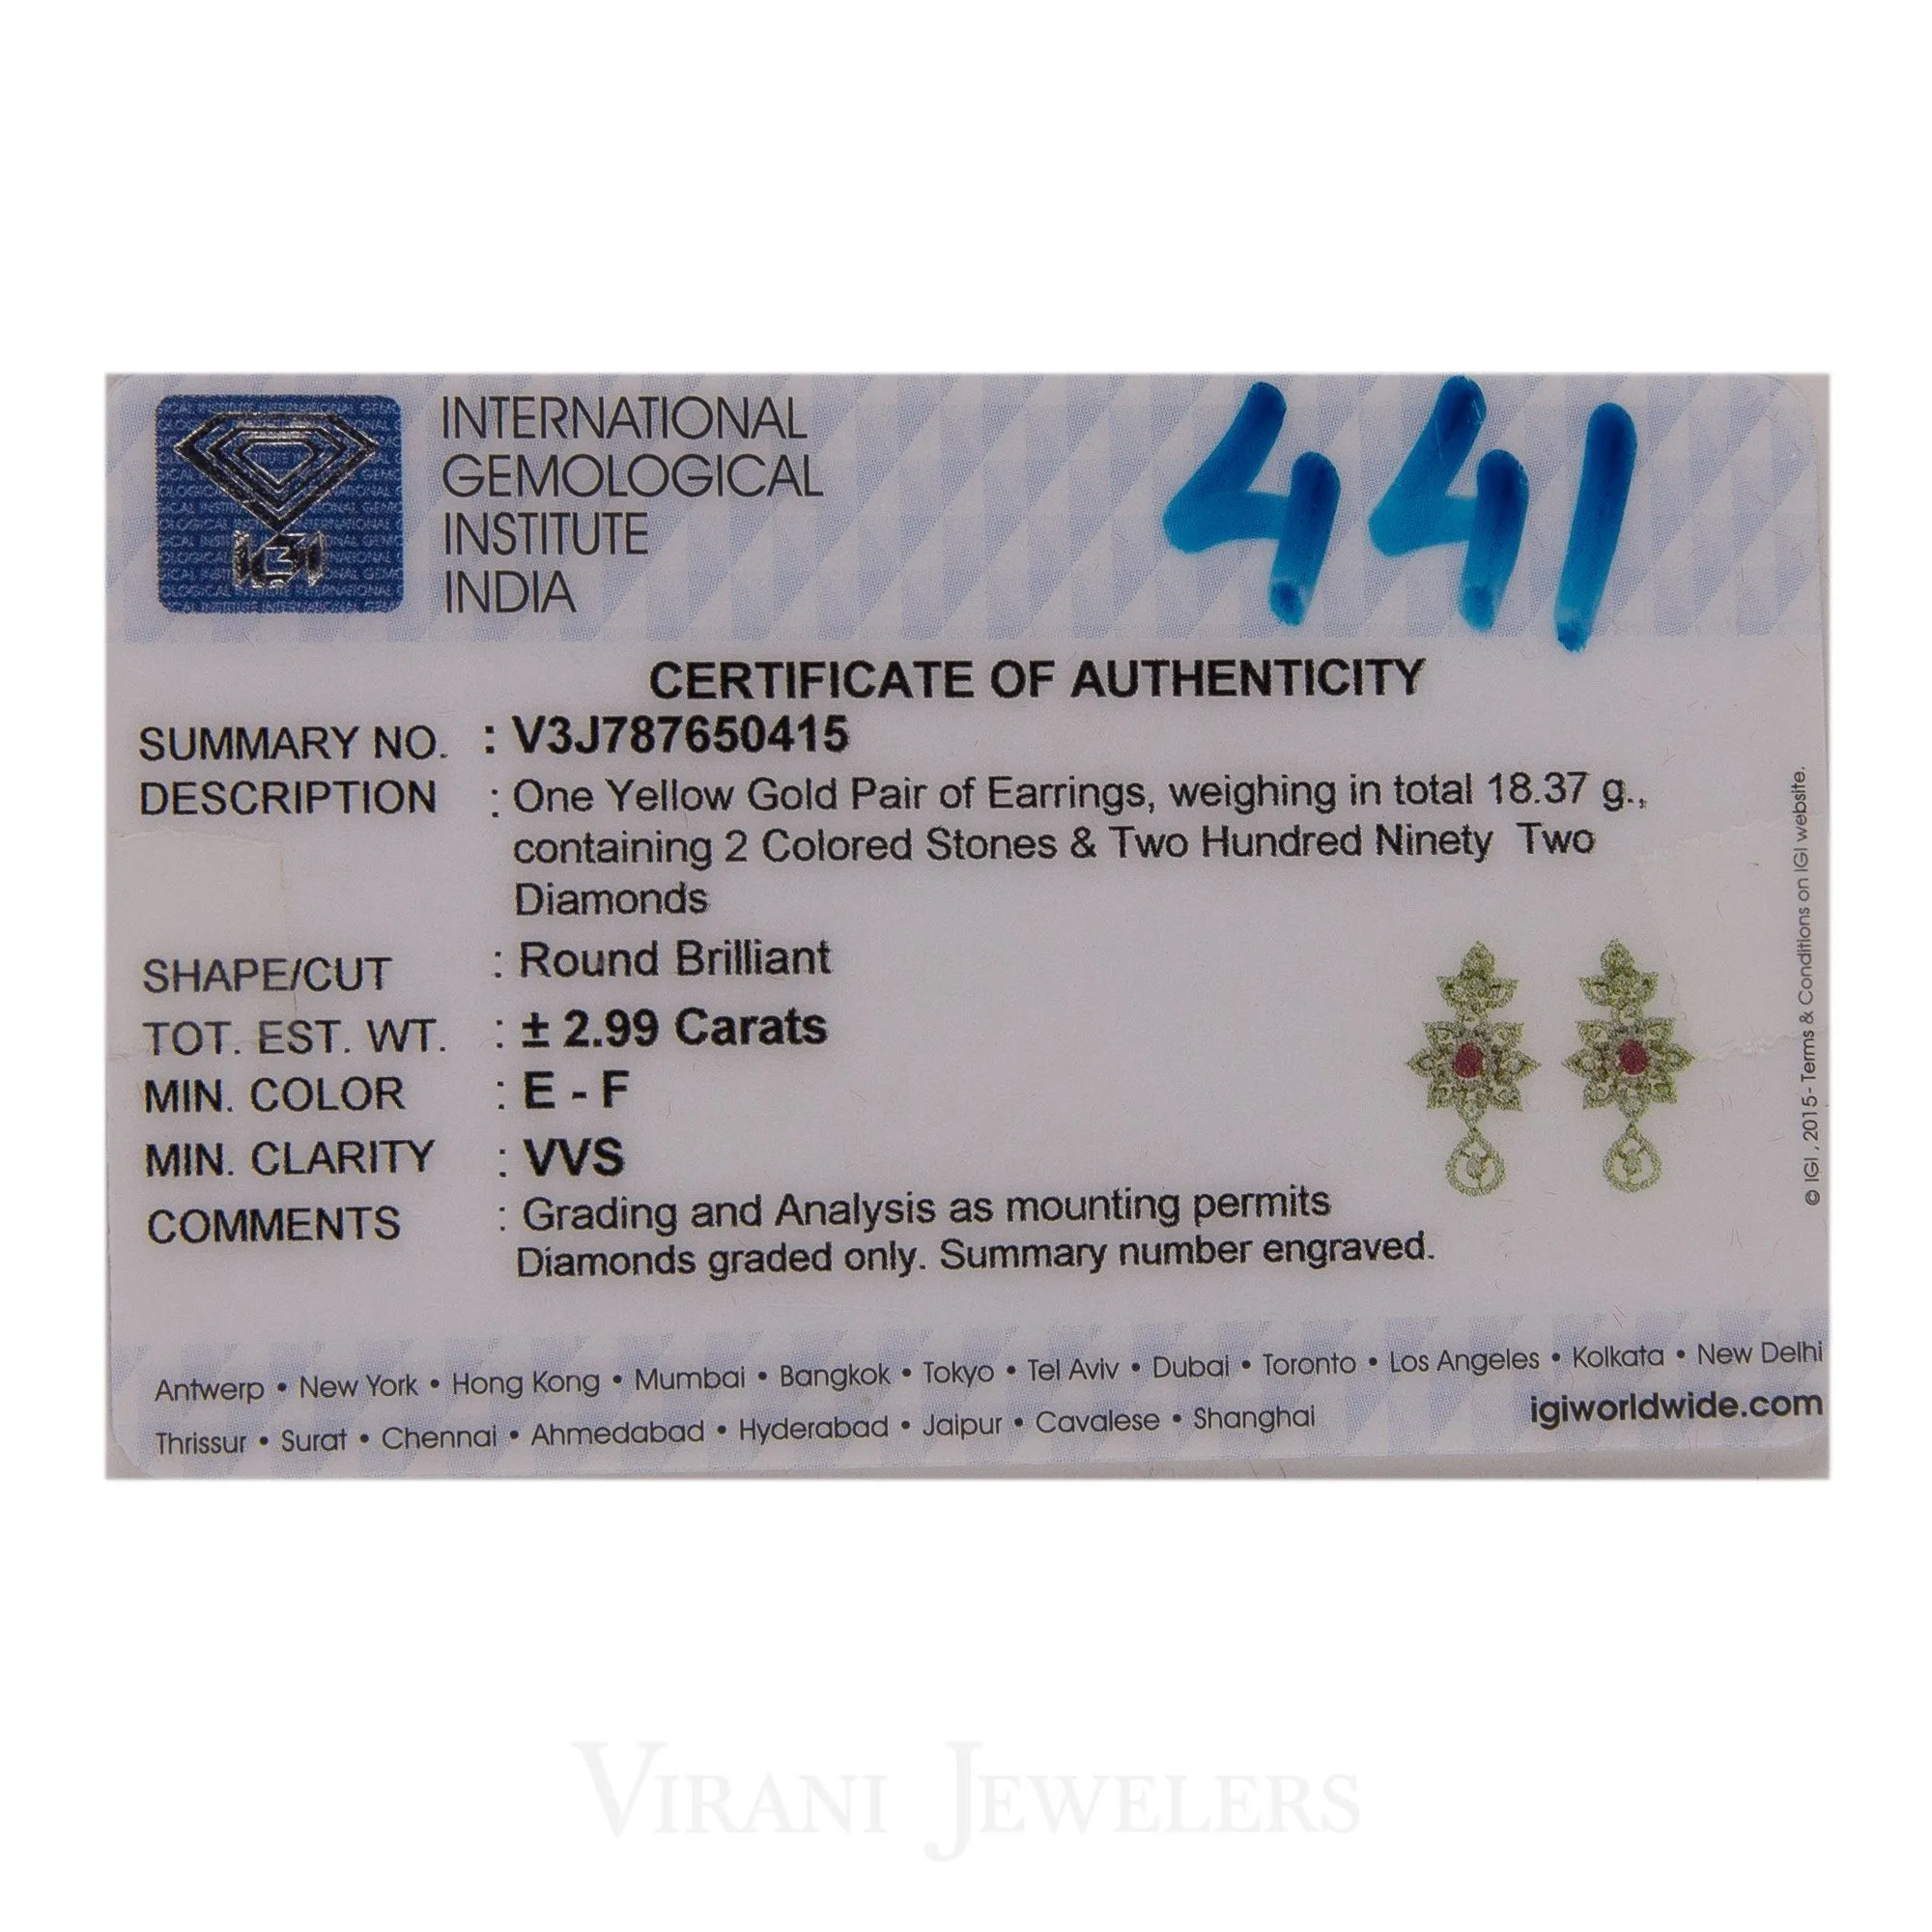 INTERNATIONAL
GEMOLOGICAL
INSTITUTE
INDIA
441
IGI
CERTIFICATE OF AUTHENTICITY
SUMMARY NO. : V3J787650415
DESCRIPTION : One Yellow Gold Pair of Earrings, weighing in total 18.37 g.,
containing 2 Colored Stones & Two Hundred Ninety Two
Diamonds
SHAPE/CUT : Round Brilliant
TOT. EST. WT. : ± 2.99 Carats
MIN. COLOR : E - F
MIN. CLARITY : VVS
COMMENTS : Grading and Analysis as mounting permits
Diamonds graded only. Summary number engraved.
© IGI, 2015- Terms & Conditions on IGI website.
Antwerp • New York • Hong Kong • Mumbai • Bangkok • Tokyo • Tel Aviv • Dubai • Toronto • Los Angeles • Kolkata • New Delhi
Thrissur • Surat • Chennai • Ahmedabad • Hyderabad • Jaipur • Cavalese • Shanghai
igiworldwide.com
VIRANI JEWELERS